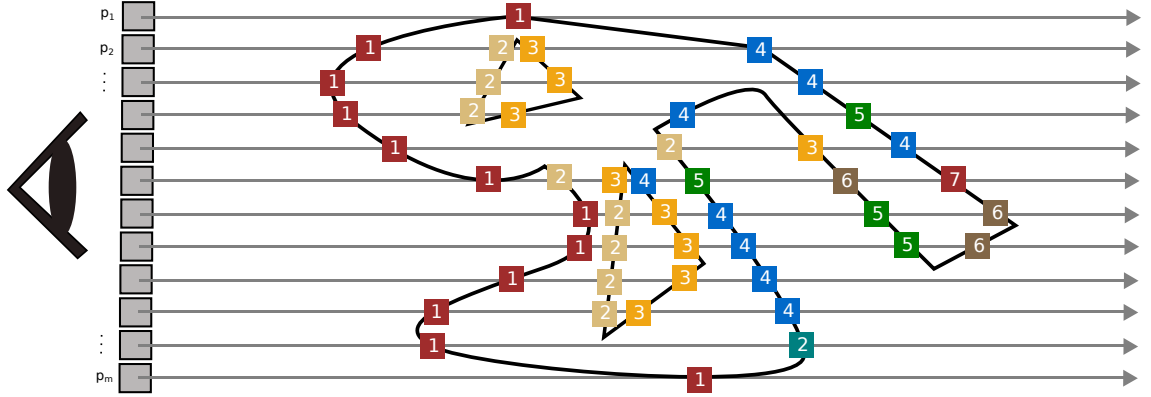 p₁ 1
p₂ 1 2 3 4
⋮ 1 2 3 4
1 2 3 4 5
1 2 3 4
1 2 3 4 5 6 7
1 2 3 4 5 6
1 2 3 4 5 6
1 2 3 4
1 2 3 4
⋮ 1 2
pₘ 1